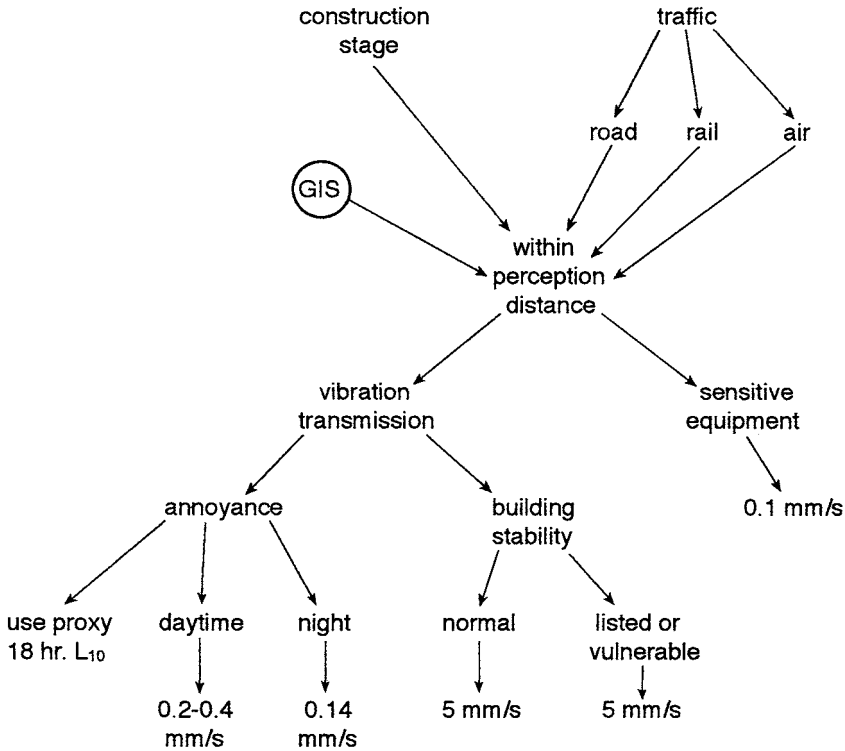 construction
stage
traffic
road
rail
air
GIS
within
perception
distance
vibration
transmission
sensitive
equipment
annoyance
building
stability
0.1 mm/s
use proxy
18 hr. L₁₀
daytime
night
normal
listed or
vulnerable
0.2-0.4
mm/s
0.14
mm/s
5 mm/s
5 mm/s